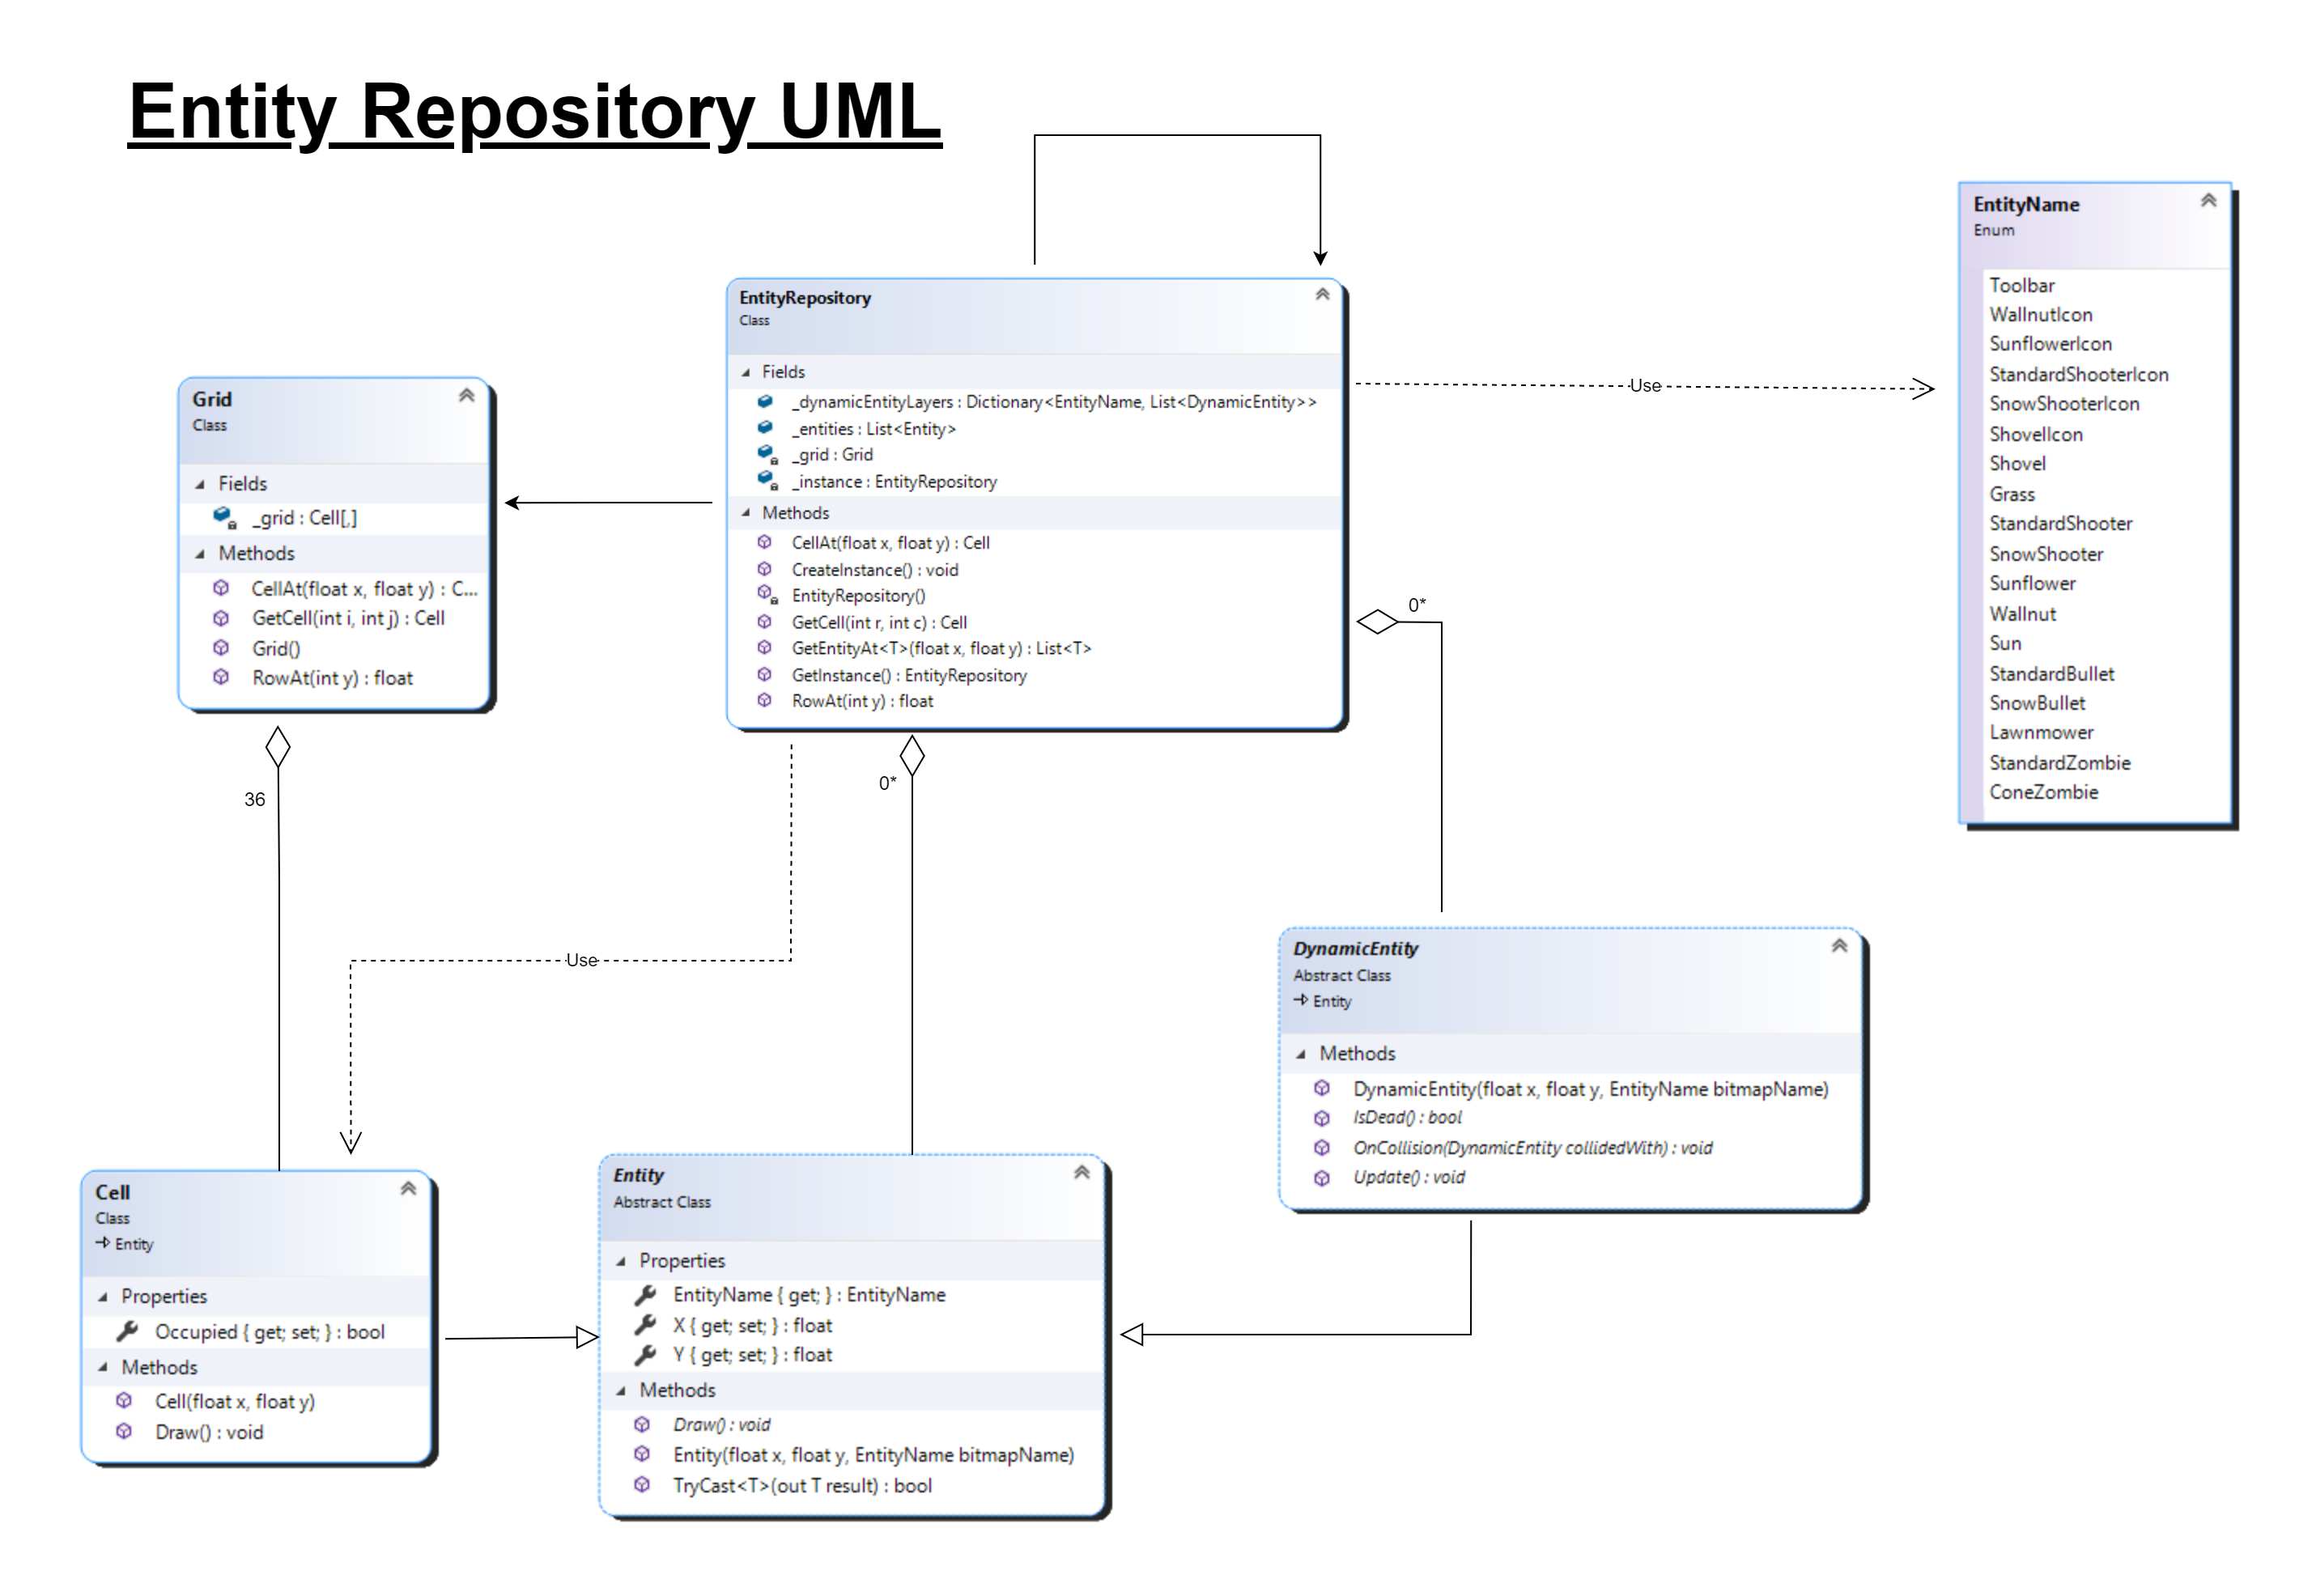 Entity Repository UML
EntityRepository
Class
Fields
_dynamicEntityLayers : Dictionary<EntityName, List<DynamicEntity>>
_entities : List<Entity>
_grid : Grid
_instance : EntityRepository
Methods
CellAt(float x, float y) : Cell
CreateInstance() : void
EntityRepository()
GetCell(int r, int c) : Cell
GetEntityAt<T>(float x, float y) : List<T>
GetInstance() : EntityRepository
RowAt(int y) : float
Use
EntityName
Enum
Toolbar
WallnutIcon
SunflowerIcon
StandardShooterIcon
SnowShooterIcon
ShovelIcon
Shovel
Grass
StandardShooter
SnowShooter
Sunflower
Wallnut
Sun
StandardBullet
SnowBullet
Lawnmower
StandardZombie
ConeZombie
Grid
Class
Fields
_grid : Cell[,]
Methods
CellAt(float x, float y) : C...
GetCell(int i, int j) : Cell
Grid()
RowAt(int y) : float
36
0*
0*
Use
DynamicEntity
Abstract Class
Entity
Methods
DynamicEntity(float x, float y, EntityName bitmapName)
IsDead() : bool
OnCollision(DynamicEntity collidedWith) : void
Update() : void
Cell
Class
Entity
Properties
Occupied { get; set; } : bool
Methods
Cell(float x, float y)
Draw() : void
Entity
Abstract Class
Properties
EntityName { get; } : EntityName
X { get; set; } : float
Y { get; set; } : float
Methods
Draw() : void
Entity(float x, float y, EntityName bitmapName)
TryCast<T>(out T result) : bool